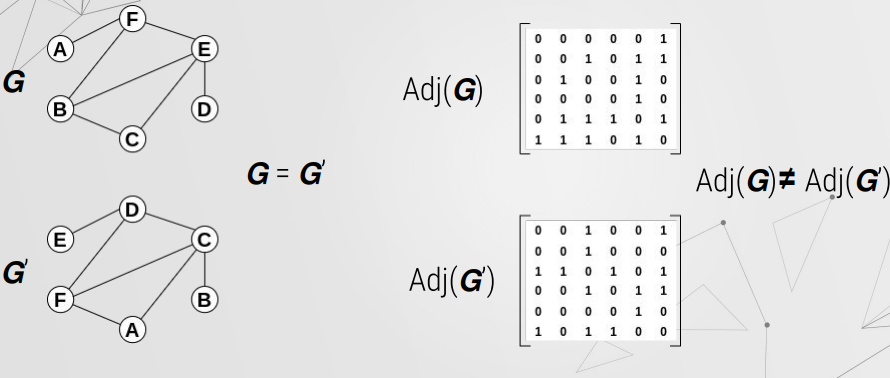 F
A
E
G
B
D
C
Adj(G)
0 0 0 0 0 1
0 0 1 0 1 1
0 1 0 0 1 0
0 0 0 0 1 0
0 1 1 1 0 1
1 1 1 0 1 0
G = G'
Adj(G)≠ Adj(G')
D
E
C
G'
F
B
A
Adj(G')
0 0 1 0 0 1
0 0 1 0 0 0
1 1 0 1 0 1
0 0 1 0 1 1
0 0 0 0 1 0
1 0 1 1 0 0